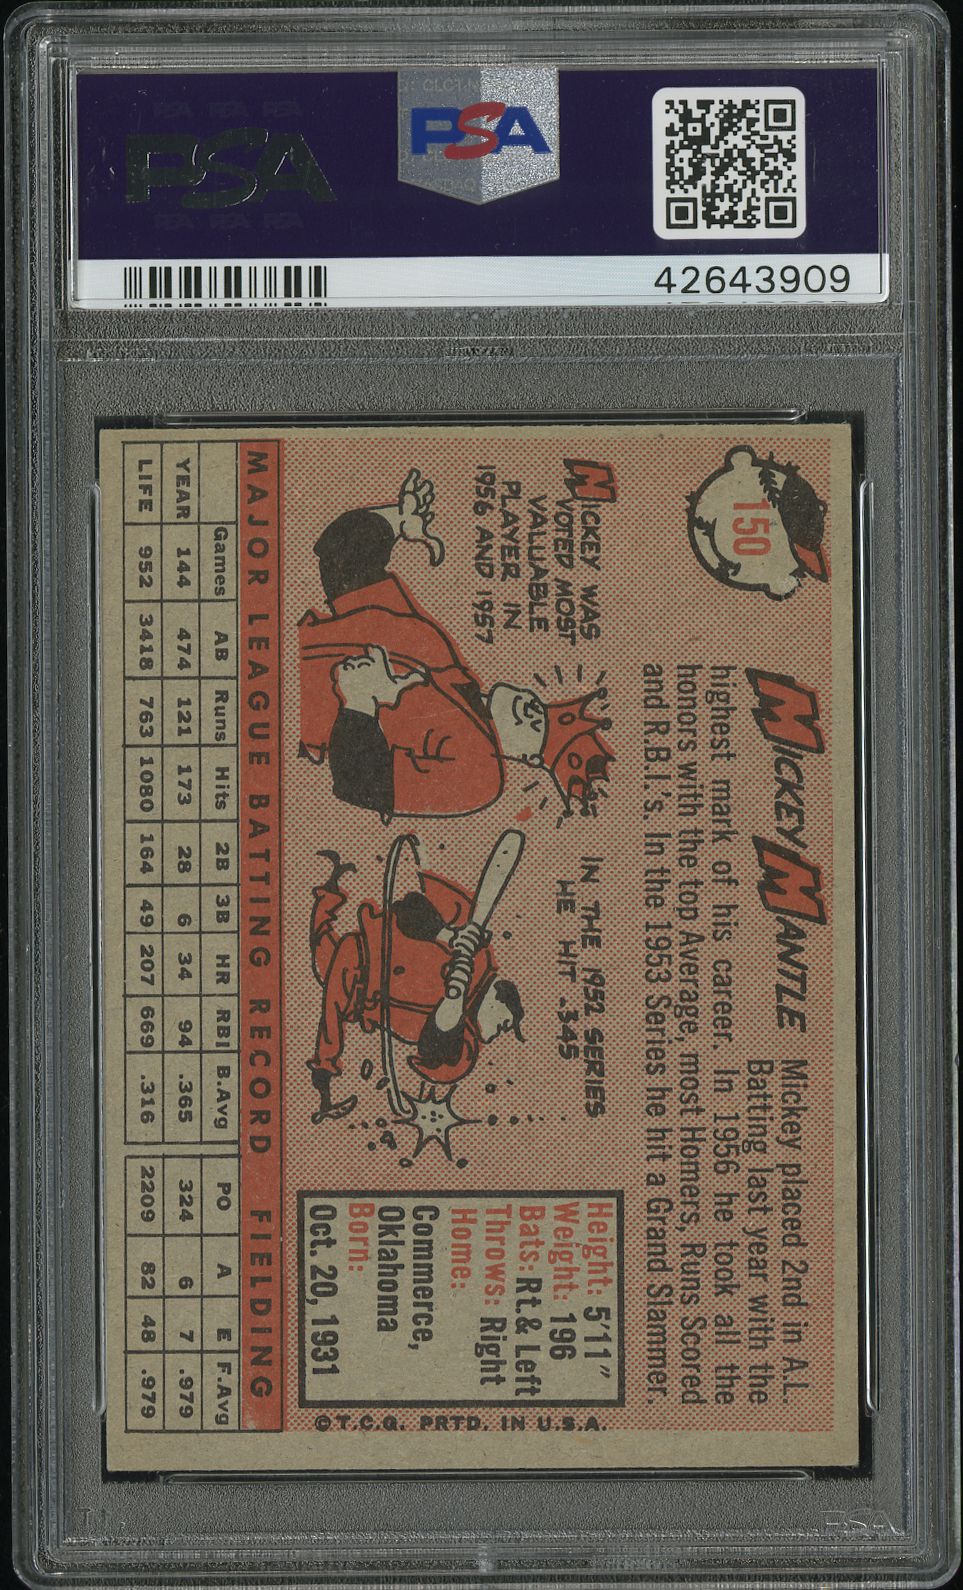 PSA
PSA
42643909
150
MICKEY MANTLE
Mickey placed 2nd in A.L.
Batting last year with the
highest mark of his career. In 1956 he took all the
honors with the top Average, most Homers, Runs Scored
and R.B.I.'s. In the 1953 Series he hit a Grand Slammer.
MICKEY WAS
VOTED MOST
VALUABLE
PLAYER IN
1956 AND 1957
IN THE 1952 SERIES
HE HIT .345
Height: 5'11"
Weight: 196
Bats: Rt & Left
Throws: Right
Home:
Commerce,
Oklahoma
Born:
Oct. 20, 1931
©T.C.G. PRTD. IN U.S.A.
MAJOR LEAGUE BATTING RECORD FIELDING
Games AB Runs Hits 2B 3B HR RBI B.Avg PO A E F.Avg
YEAR 144 474 121 173 28 6 34 94 .365 324 6 7 .979
LIFE 952 3418 763 1080 164 49 207 669 .316 2209 82 48 .979
PSA